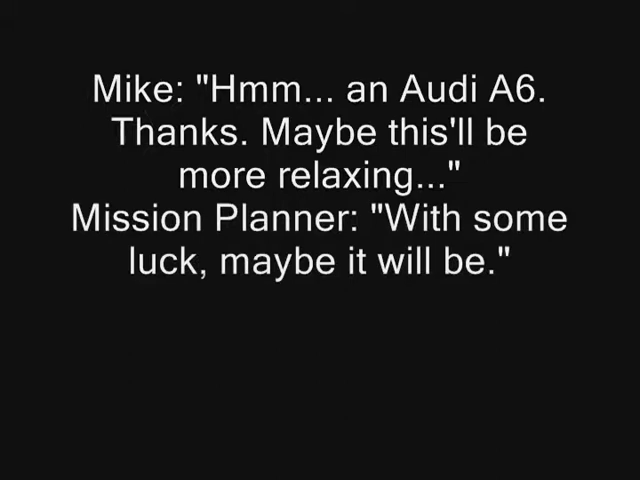 Mike: "Hmm... an Audi A6.
Thanks. Maybe this'll be
more relaxing..."
Mission Planner: "With some
luck, maybe it will be."